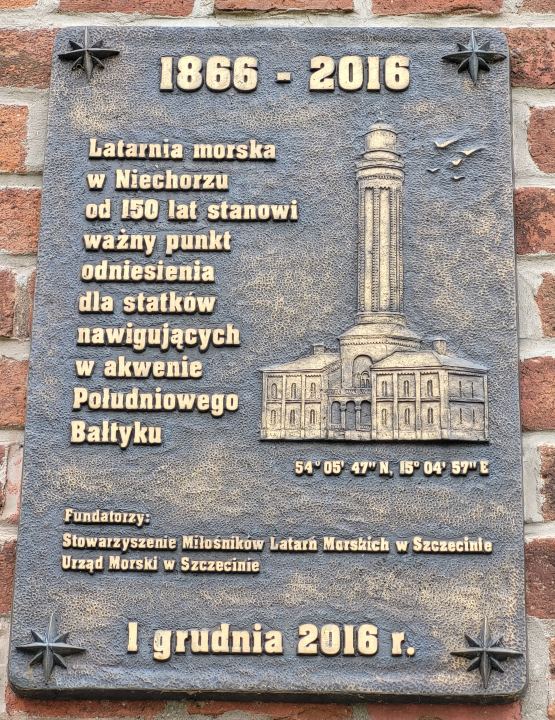 1866 - 2016
Latarnia morska
w Niechorzu
od 150 lat stanowi
ważny punkt
odniesienia
dla statków
nawigujących
w akwenie
Południowego
Bałtyku
54° 05' 47" N, 15° 04' 57" E
Fundatorzy:
Stowarzyszenie Miłośników Latarń Morskich w Szczecinie
Urząd Morski w Szczecinie
1 grudnia 2016 r.